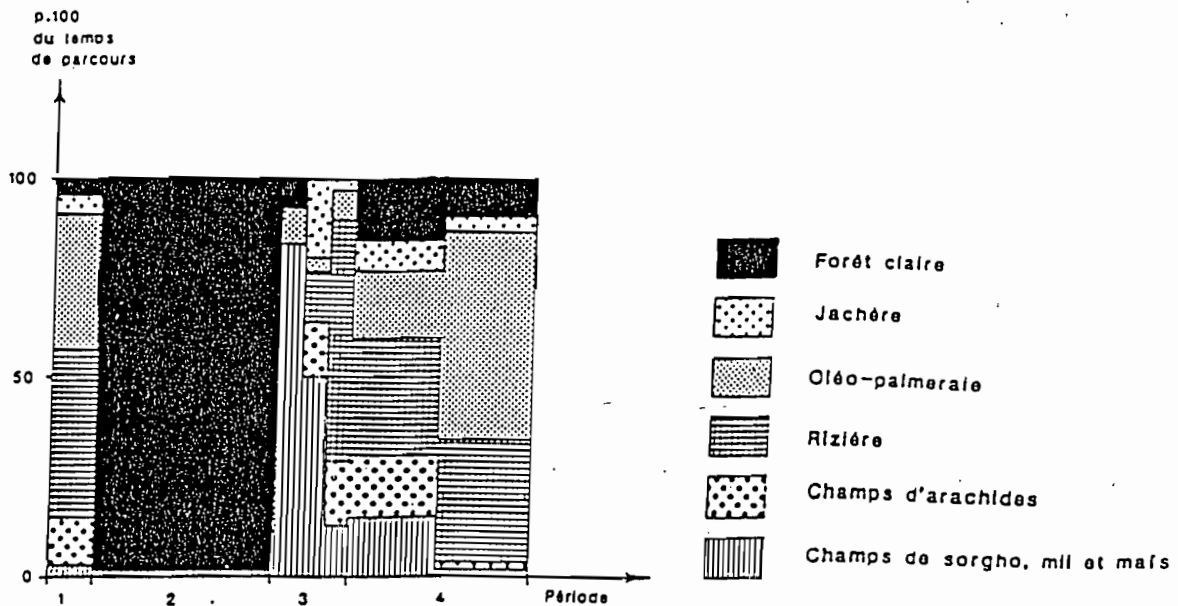 p.100
du temps
de parcours
100
50
0
1 2 3 4 Période
Forêt claire
Jachère
Oléo-palmeraie
Rizière
Champs d'arachides
Champs de sorgho, mil et maïs